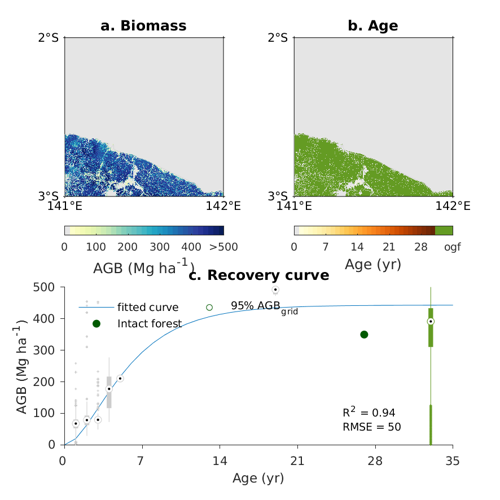 a. Biomass
b. Age
2°S
2°S
3°S
3°S
141°E
142°E
141°E
142°E
0 100 200 300 400 >500
0 7 14 21 28 ogf
AGB (Mg ha⁻¹)
Age (yr)
c. Recovery curve
500
400
300
200
100
0
AGB (Mg ha⁻¹)
fitted curve
95% AGB_grid
Intact forest
R² = 0.94
RMSE = 50
0 7 14 21 28 35
Age (yr)